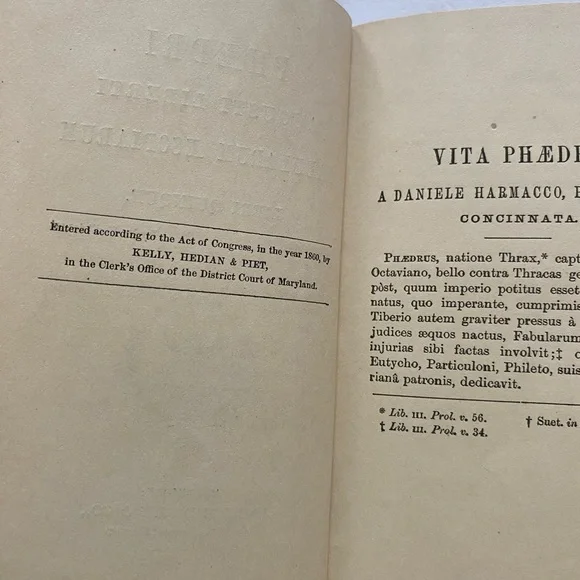 Entered according to the Act of Congress, in the year 1860, by
KELLY, HEDIAN & PIET,
in the Clerk's Office of the District Court of Maryland.
VITA PHÆD
A DANIELE HARMACCO,
CONCINNATA.
PHÆDRUS, natione Thrax,* capt
Octaviano, bello contra Thracas ge
pòst, quum imperio potitus esset
natus, quo imperante, cumprimis
Tiberio autem graviter pressus à
judices æquos nactus, Fabularum
injurias sibi factas involvit;‡
Eutycho, Particuloni, Phileto, suis
rianâ patronis, dedicavit.
* Lib. III. Prol. v. 56. † Suet. in
‡ Lib. III. Prol. v. 34.